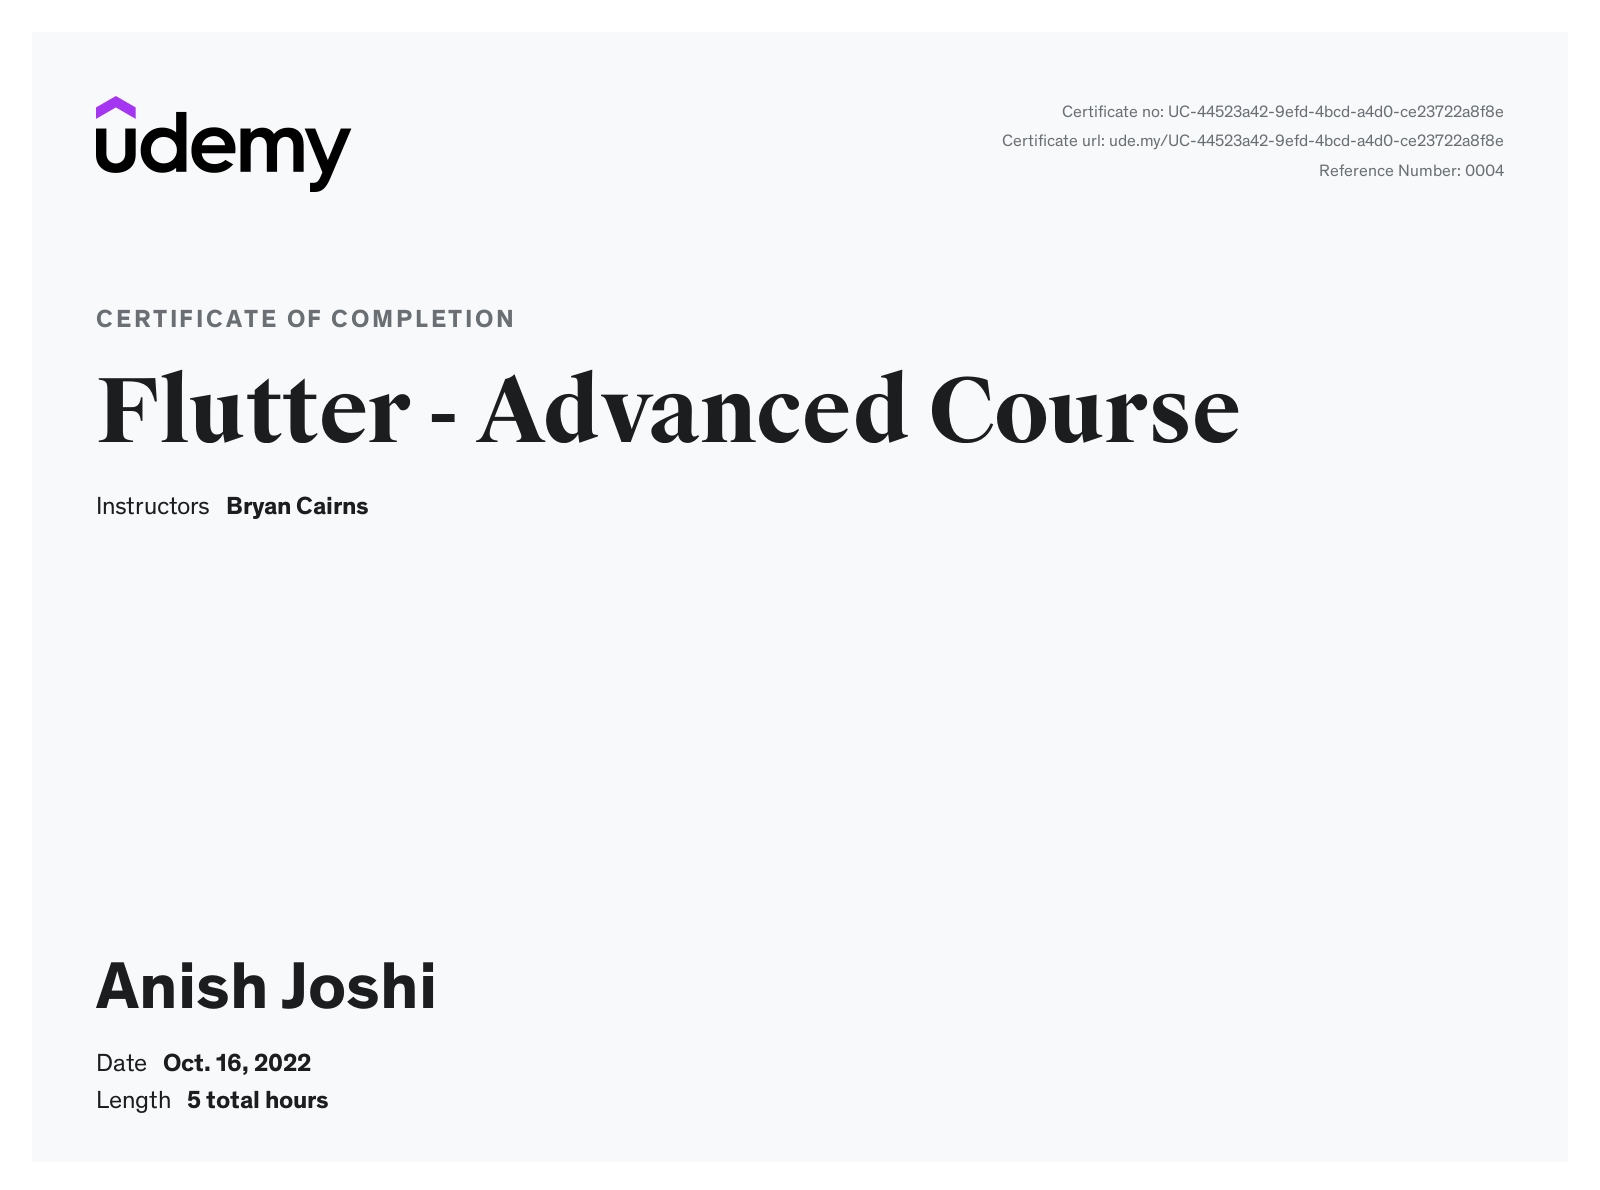 udemy
Certificate no: UC-44523a42-9efd-4bcd-a4d0-ce23722a8f8e
Certificate url: ude.my/UC-44523a42-9efd-4bcd-a4d0-ce23722a8f8e
Reference Number: 0004
CERTIFICATE OF COMPLETION
Flutter - Advanced Course
Instructors Bryan Cairns
Anish Joshi
Date Oct. 16, 2022
Length 5 total hours